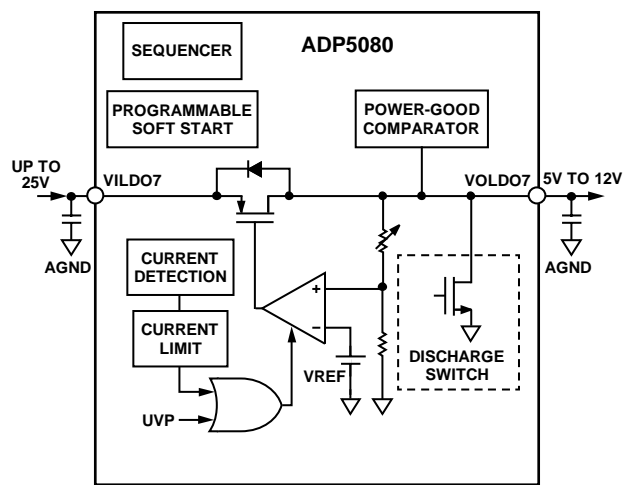 SEQUENCER
ADP5080
PROGRAMMABLE
SOFT START
POWER-GOOD
COMPARATOR
UP TO
25V
VILDO7
VOLDO7
5V TO 12V
AGND
AGND
CURRENT
DETECTION
+
–
CURRENT
LIMIT
VREF
DISCHARGE
SWITCH
UVP